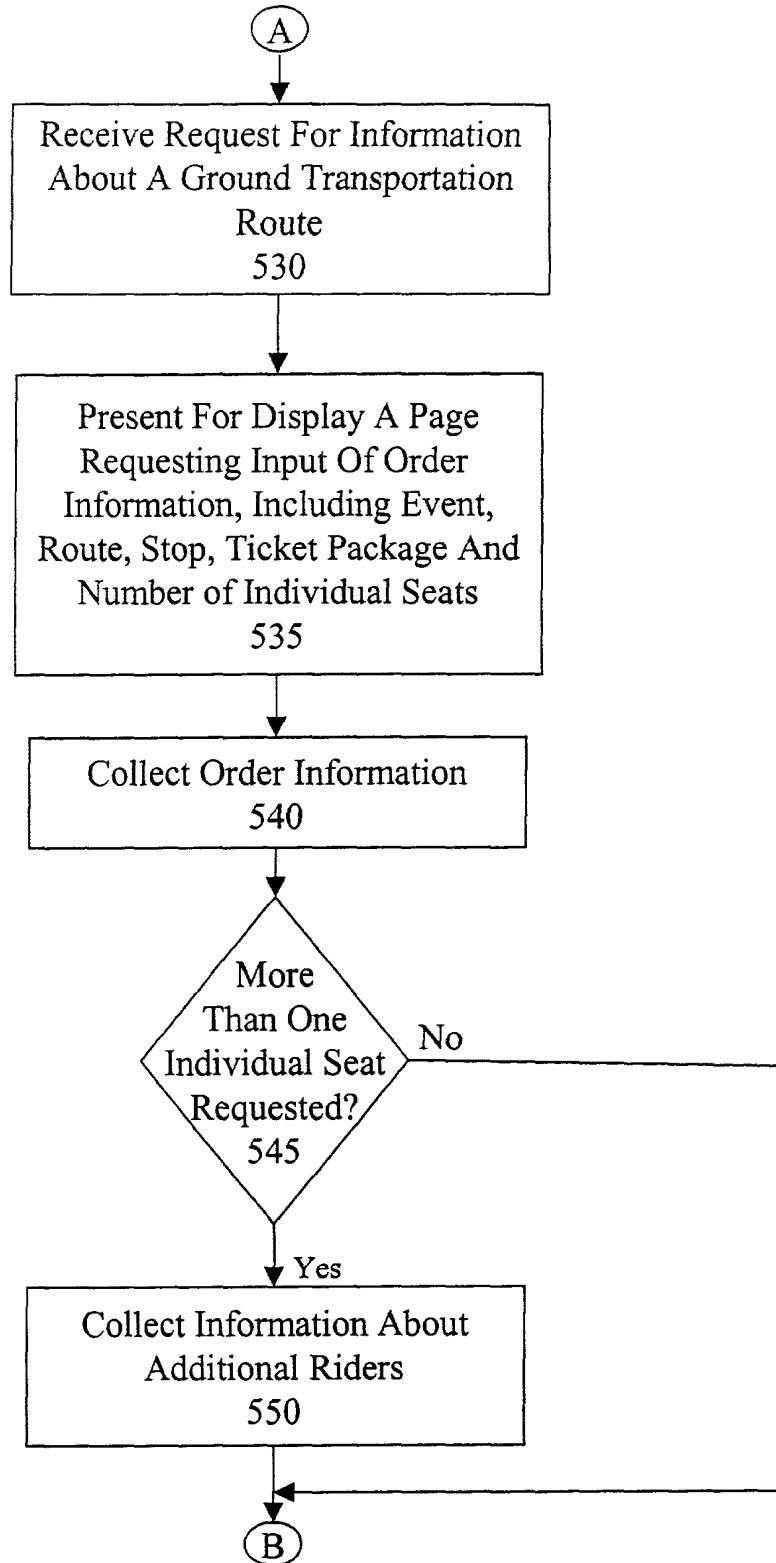 A
Receive Request For Information
About A Ground Transportation
Route
530
Present For Display A Page
Requesting Input Of Order
Information, Including Event,
Route, Stop, Ticket Package And
Number of Individual Seats
535
Collect Order Information
540
More
Than One
Individual Seat
Requested?
545
No
Yes
Collect Information About
Additional Riders
550
B